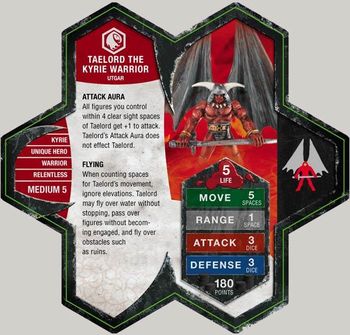 TAELORD THE
KYRIE WARRIOR
UTGAR
ATTACK AURA
All figures you control
within 4 clear sight spaces
of Taelord get +1 to attack.
Taelord's Attack Aura does
not effect Taelord.
FLYING
When counting spaces
for Taelord's movement,
ignore elevations. Taelord
may fly over water without
stopping, pass over
figures without becom-
ing engaged, and fly over
obstacles such
as ruins.
KYRIE
UNIQUE HERO
WARRIOR
RELENTLESS
MEDIUM 5
5
LIFE
MOVE 5 SPACES
RANGE 1 SPACE
ATTACK 3 DICE
DEFENSE 3 DICE
180
POINTS